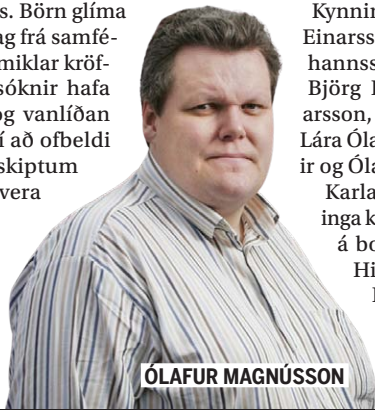 s. Börn glíma
ag frá samfé-
miklar kröf-
sóknir hafa
og vanlíðan
í að ofbeldi
skiptum
vera
Kynnin
Einarss
hannss
Björg
arsson,
Lára Óla
ir og Óla
Karla
inga k
á bo
Hi
ÓLAFUR MAGNÚSSON